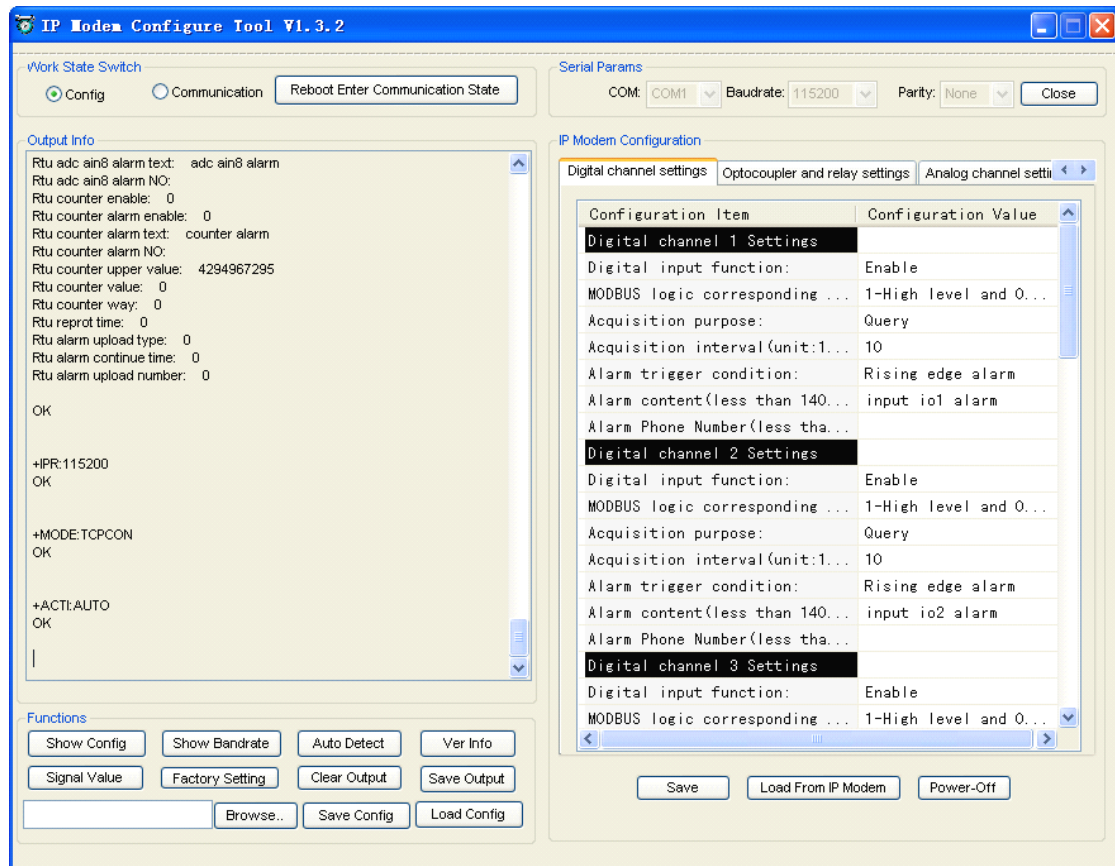 IP Modem Configure Tool V1.3.2
Work State Switch
Config
Communication
Reboot Enter Communication State
Serial Params
COM: COM1
Baudrate: 115200
Parity: None
Close
Output Info
Rtu adc ain8 alarm text: adc ain8 alarm
Rtu adc ain8 alarm NO:
Rtu counter enable: 0
Rtu counter alarm enable: 0
Rtu counter alarm text: counter alarm
Rtu counter alarm NO:
Rtu counter upper value: 4294967295
Rtu counter value: 0
Rtu counter way: 0
Rtu reprot time: 0
Rtu alarm upload type: 0
Rtu alarm continue time: 0
Rtu alarm upload number: 0
OK
+IPR:115200
OK
+MODE:TCPCON
OK
+ACTI:AUTO
OK
IP Modem Configuration
Digital channel settings
Optocoupler and relay settings
Analog channel settin
Configuration Item Configuration Value
Digital channel 1 Settings
Digital input function: Enable
MODBUS logic corresponding ... 1-High level and 0...
Acquisition purpose: Query
Acquisition interval(unit:1... 10
Alarm trigger condition: Rising edge alarm
Alarm content(less than 140... input io1 alarm
Alarm Phone Number(less tha...
Digital channel 2 Settings
Digital input function: Enable
MODBUS logic corresponding ... 1-High level and 0...
Acquisition purpose: Query
Acquisition interval(unit:1... 10
Alarm trigger condition: Rising edge alarm
Alarm content(less than 140... input io2 alarm
Alarm Phone Number(less tha...
Digital channel 3 Settings
Digital input function: Enable
MODBUS logic corresponding ... 1-High level and 0...
Functions
Show Config
Show Bandrate
Auto Detect
Ver Info
Signal Value
Factory Setting
Clear Output
Save Output
Browse..
Save Config
Load Config
Save
Load From IP Modem
Power-Off